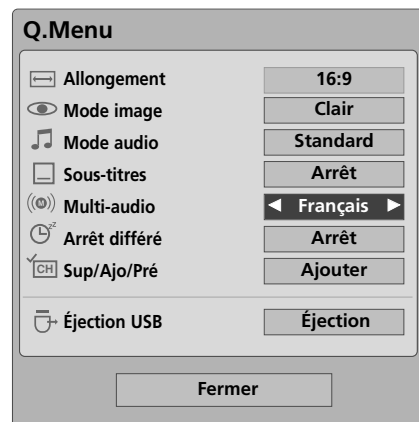 Q.Menu
Allongement 16:9
Mode image Clair
Mode audio Standard
Sous-titres Arrêt
Multi-audio ◄ Français ►
Arrêt différé Arrêt
CH Sup/Ajo/Pré Ajouter
Éjection USB Éjection
Fermer